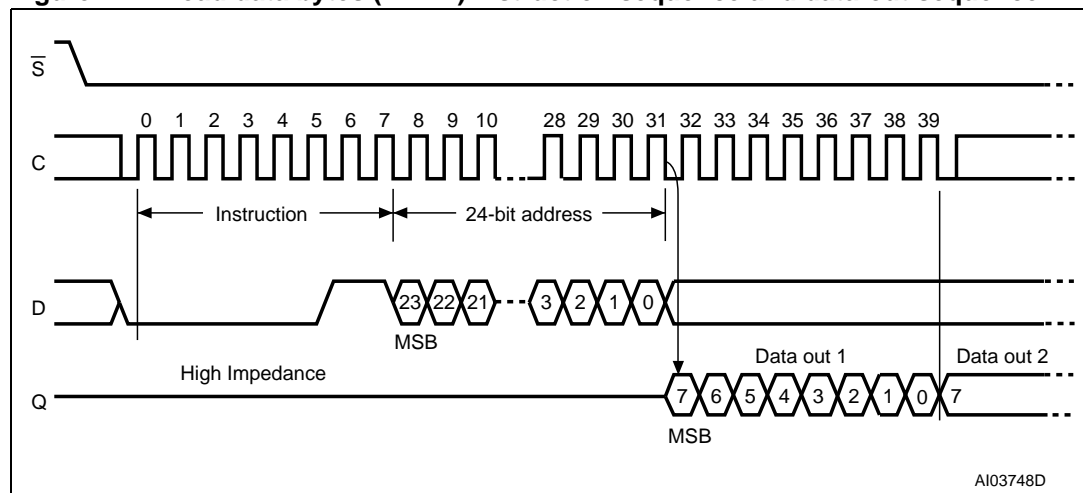 S
0 1 2 3 4 5 6 7 8 9 10 28 29 30 31 32 33 34 35 36 37 38 39
C
Instruction 24-bit address
D 23 22 21 3 2 1 0
MSB
High Impedance Data out 1 Data out 2
Q 7 6 5 4 3 2 1 0 7
MSB
AI03748D